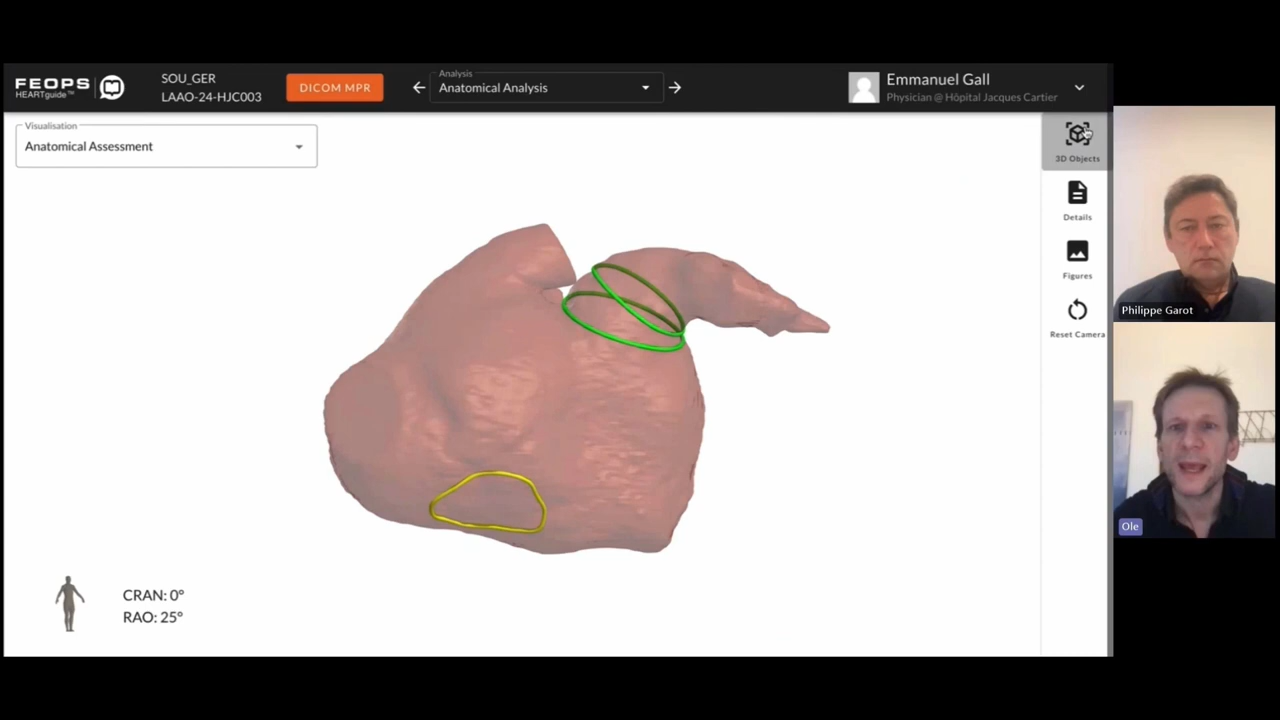 FEOPS
HEARTguide™
SOU_GER
LAAO-24-HJC003
DICOM MPR
Analysis
Anatomical Analysis
Emmanuel Gall
Physician @ Hôpital Jacques Cartier
Visualisation
Anatomical Assessment
3D Objects
Details
Figures
Reset Camera
Philippe Garot
Ole
CRAN: 0°
RAO: 25°